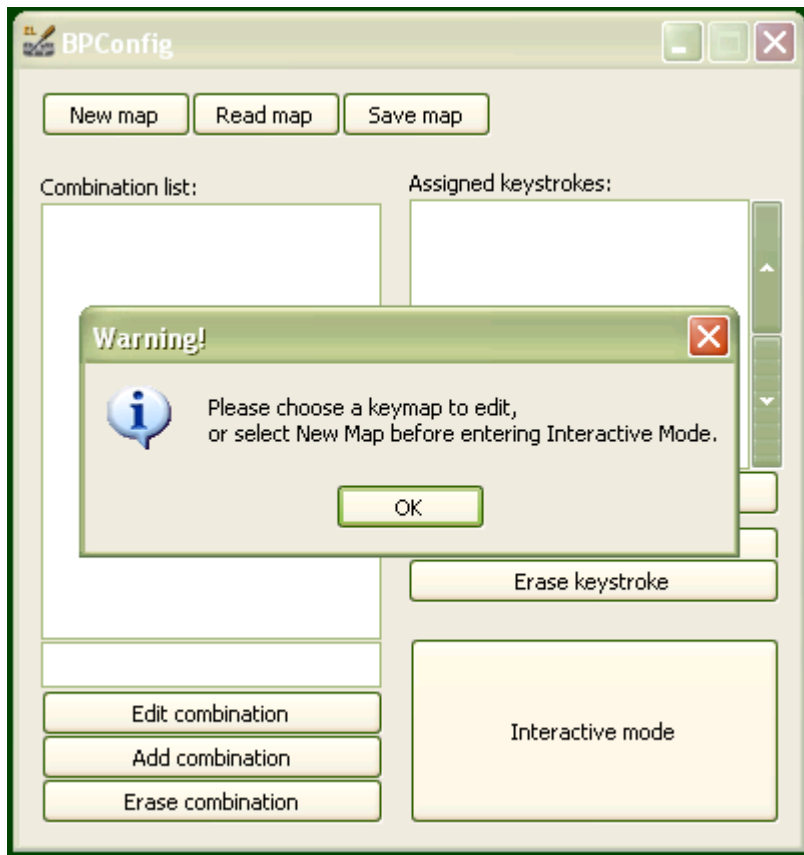 BPConfig
New map
Read map
Save map
Combination list:
Assigned keystrokes:
Warning!
Please choose a keymap to edit,
or select New Map before entering Interactive Mode.
OK
Erase keystroke
Edit combination
Add combination
Erase combination
Interactive mode